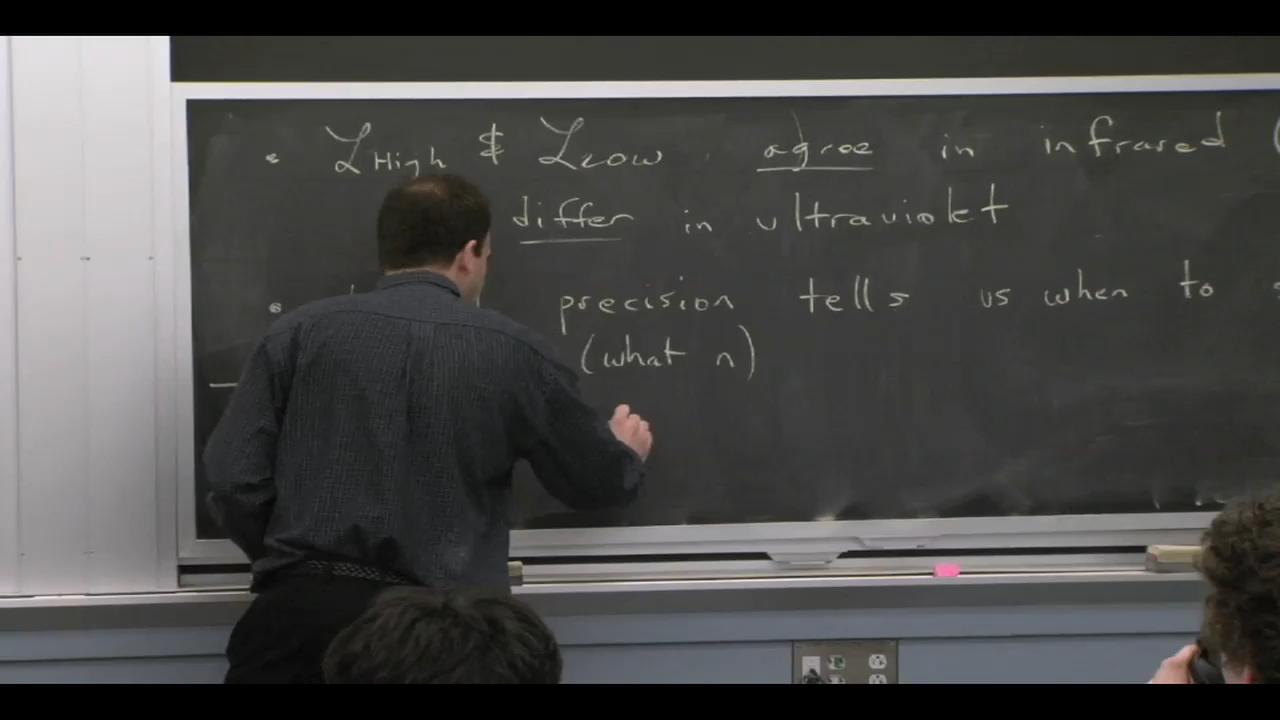 • ℒHigh & ℒLow agree in infrared (
differ in ultraviolet
• precision tells us when to
(what n)